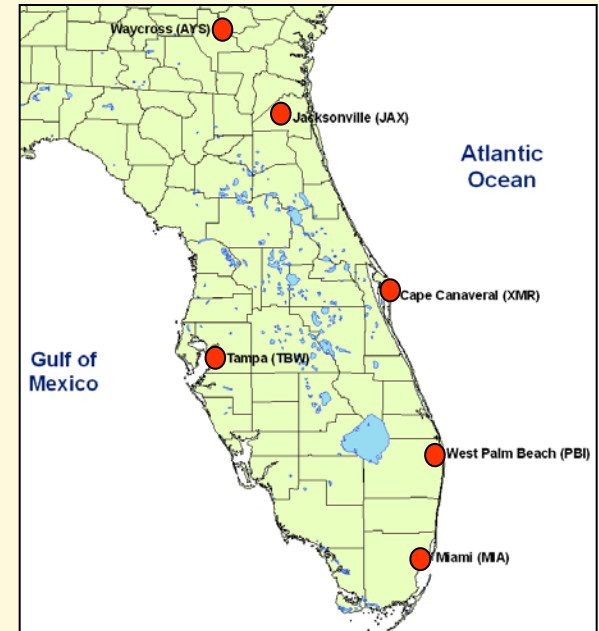 Waycross (AYS)
Jacksonville (JAX)
Atlantic
Ocean
Cape Canaveral (XMR)
Gulf of
Mexico
Tampa (TBW)
West Palm Beach (PBI)
Miami (MIA)